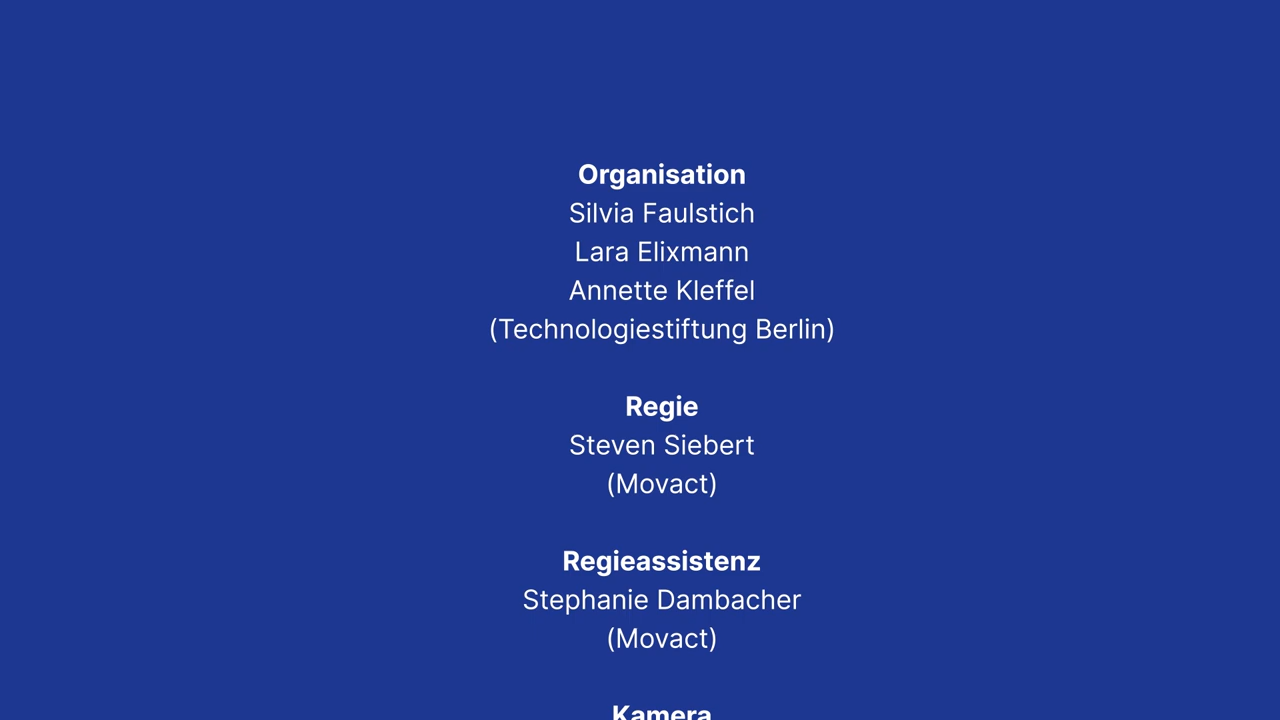 Organisation
Silvia Faulstich
Lara Elixmann
Annette Kleffel
(Technologiestiftung Berlin)
Regie
Steven Siebert
(Movact)
Regieassistenz
Stephanie Dambacher
(Movact)
Kamera